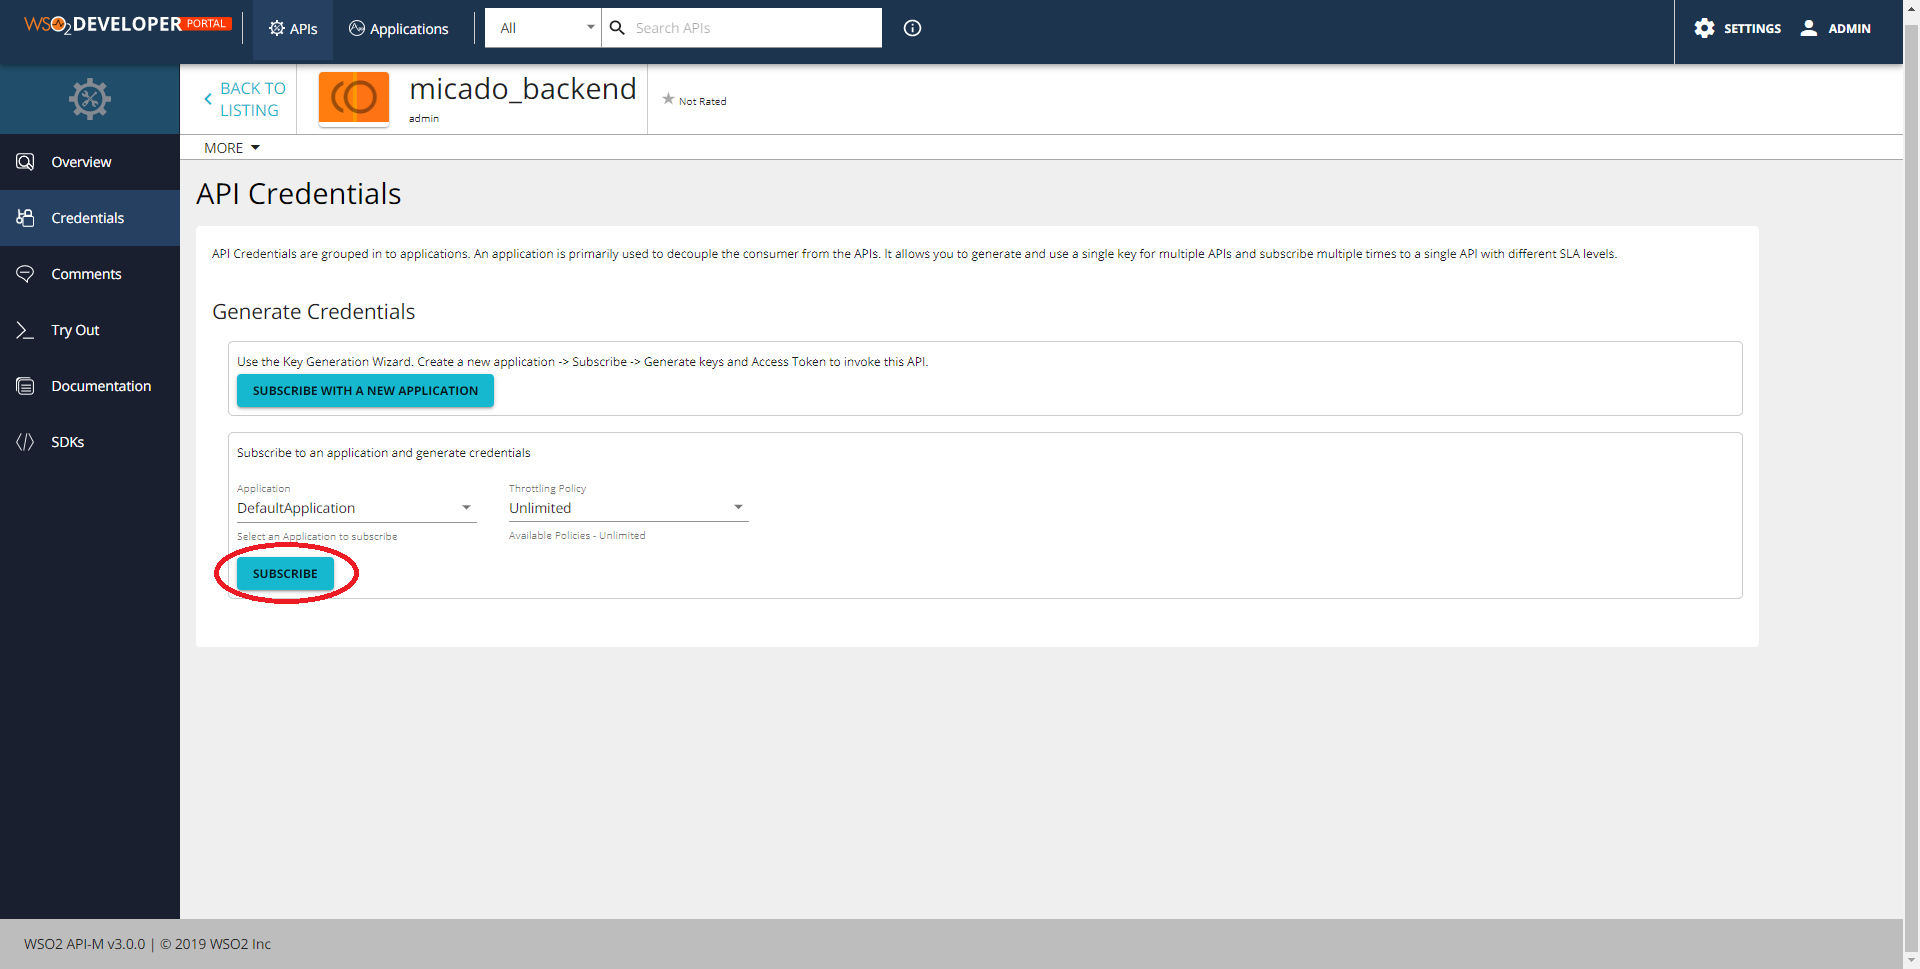 WSO2 DEVELOPER PORTAL
APIs
Applications
All
Search APIs
SETTINGS
ADMIN
BACK TO
LISTING
micado_backend
admin
Not Rated
MORE
Overview
Credentials
Comments
Try Out
Documentation
SDKs
API Credentials
API Credentials are grouped in to applications. An application is primarily used to decouple the consumer from the APIs. It allows you to generate and use a single key for multiple APIs and subscribe multiple times to a single API with different SLA levels.
Generate Credentials
Use the Key Generation Wizard. Create a new application -> Subscribe -> Generate keys and Access Token to invoke this API.
SUBSCRIBE WITH A NEW APPLICATION
Subscribe to an application and generate credentials
Application
DefaultApplication
Select an Application to subscribe
Throttling Policy
Unlimited
Available Policies - Unlimited
SUBSCRIBE
WSO2 API-M v3.0.0 | © 2019 WSO2 Inc